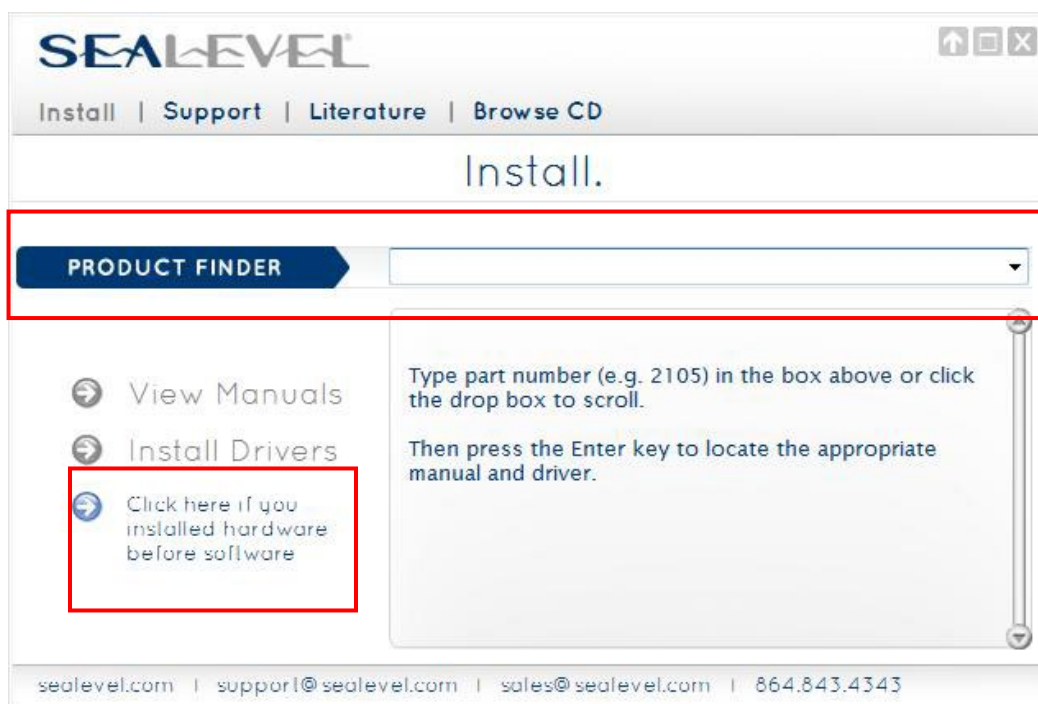 SEALEVEL®
Install | Support | Literature | Browse CD
Install.
PRODUCT FINDER
Type part number (e.g. 2105) in the box above or click
the drop box to scroll.
Then press the Enter key to locate the appropriate
manual and driver.
View Manuals
Install Drivers
Click here if you
installed hardware
before software
sealevel.com | support@sealevel.com | sales@sealevel.com | 864.843.4343